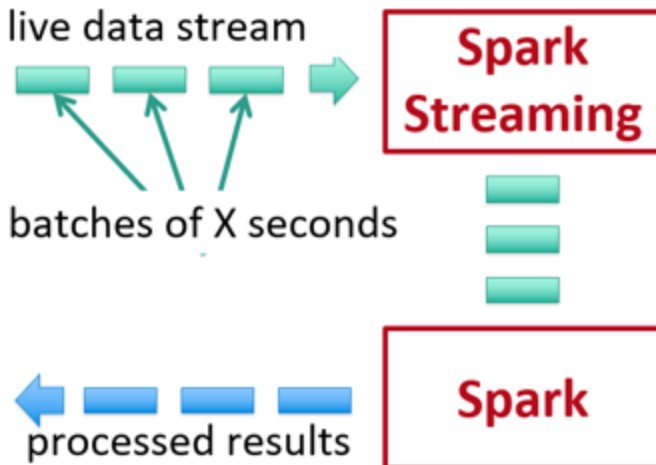 live data stream
Spark
Streaming
batches of X seconds
Spark
processed results